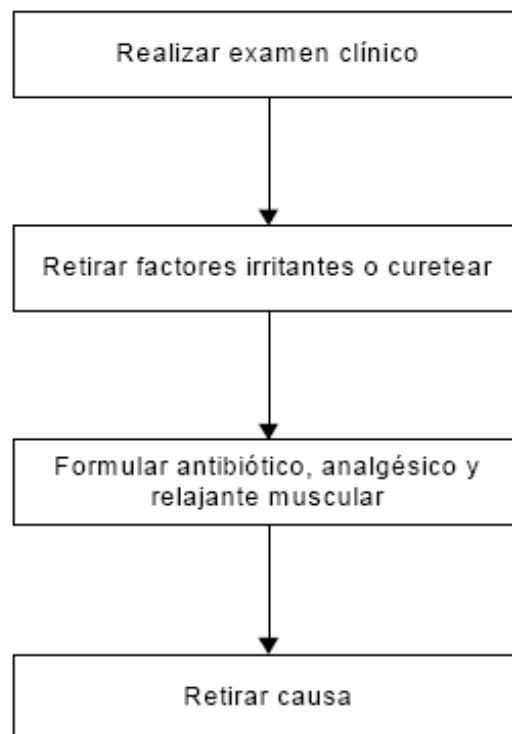 Realizar examen clínico
Retirar factores irritantes o curetear
Formular antibiótico, analgésico y
relajante muscular
Retirar causa